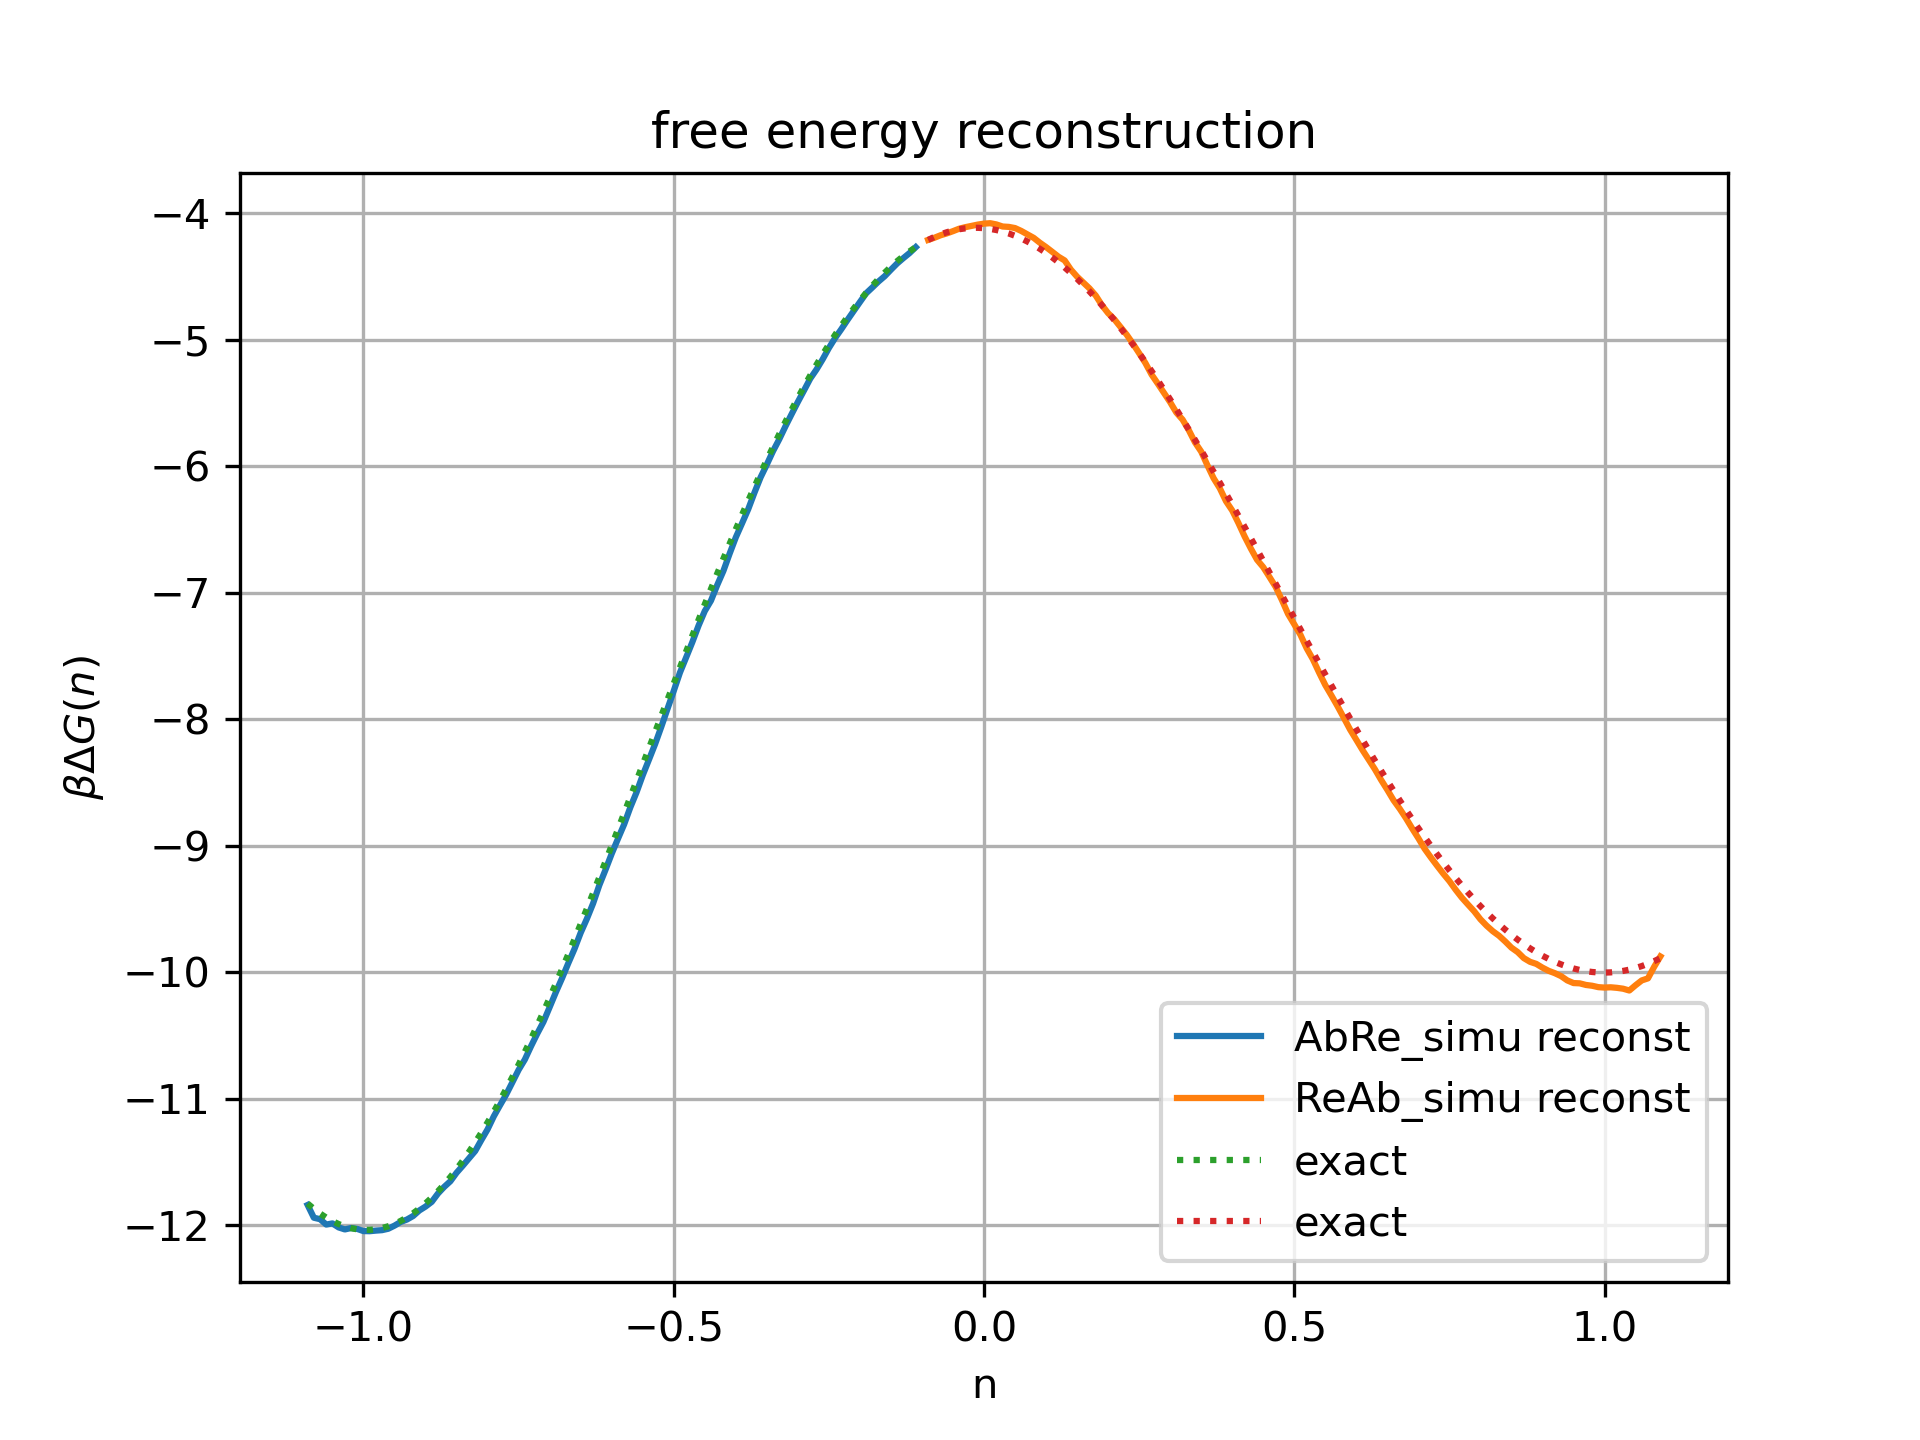 free energy reconstruction
−4
−5
−6
−7
−8
−9
−10
−11
−12
βΔG(n)
AbRe_simu reconst
ReAb_simu reconst
exact
exact
−1.0 −0.5 0.0 0.5 1.0
n